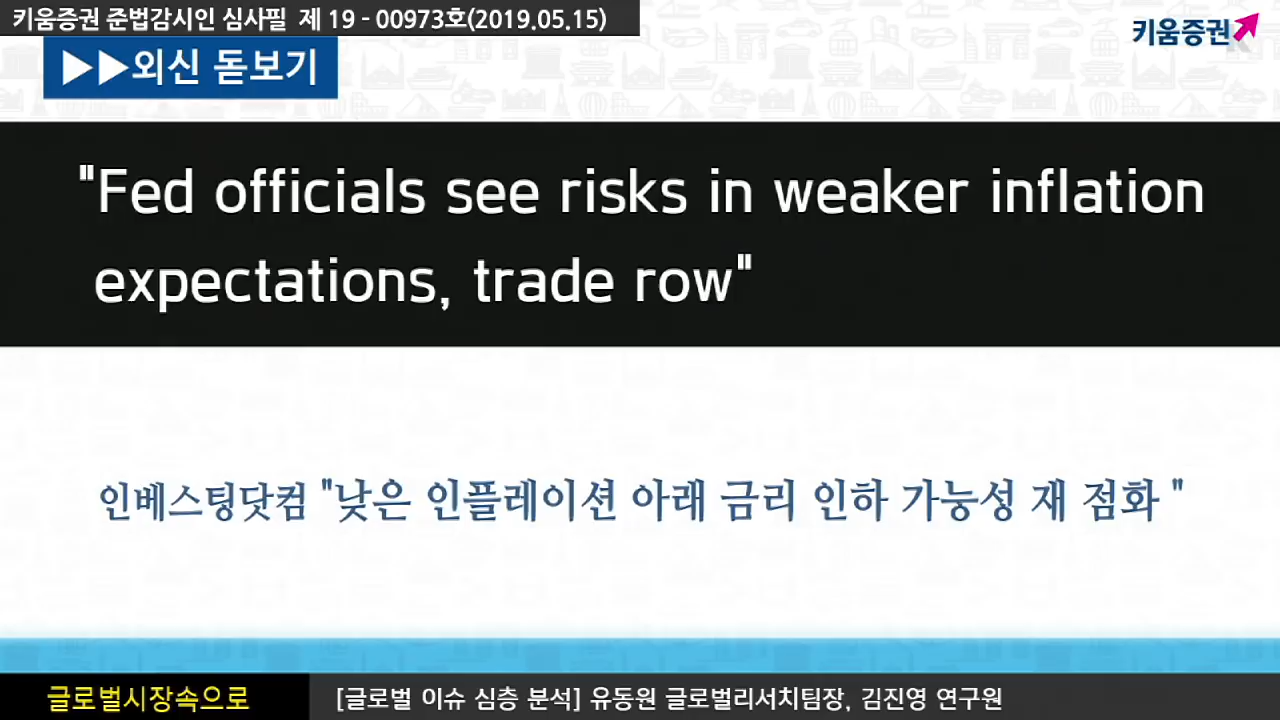 키움증권 준법감시인 심사필 제 19 - 00973호(2019.05.15)
키움증권
▶▶외신 돋보기
"Fed officials see risks in weaker inflation
expectations, trade row"
인베스팅닷컴 "낮은 인플레이션 아래 금리 인하 가능성 재 점화 "
글로벌시장속으로
[글로벌 이슈 심층 분석] 유동원 글로벌리서치팀장, 김진영 연구원